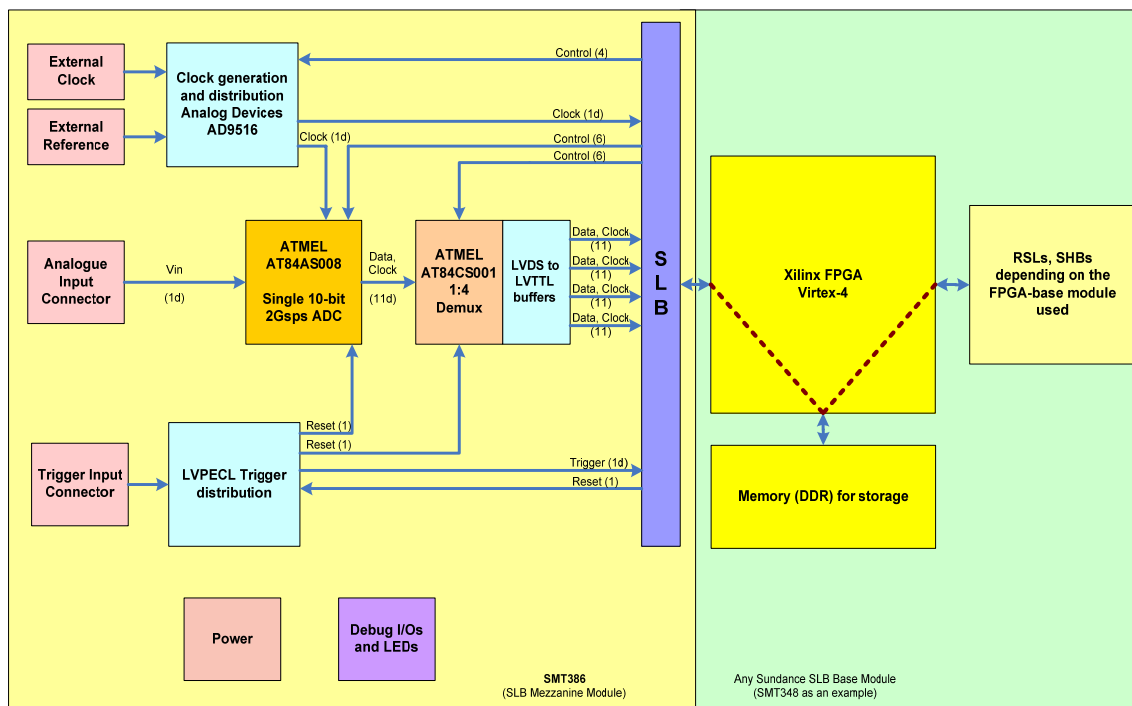 External
Clock
External
Reference
Clock generation
and distribution
Analog Devices
AD9516
Control (4)
Clock (1d)
Clock (1d)
Control (6)
Control (6)
Analogue
Input
Connector
Vin
(1d)
ATMEL
AT84AS008
Single 10-bit
2Gsps ADC
Data,
Clock
(11d)
ATMEL
AT84CS001
1:4
Demux
LVDS to
LVTTL
buffers
Data, Clock
(11)
Data, Clock
(11)
Data, Clock
(11)
Data, Clock
(11)
S
L
B
Xilinx FPGA
Virtex-4
RSLs, SHBs
depending on the
FPGA-base module
used
Reset (1)
Reset (1)
Trigger Input
Connector
LVPECL Trigger
distribution
Trigger (1d)
Reset (1)
Memory (DDR) for storage
Power
Debug I/Os
and LEDs
SMT386
(SLB Mezzanine Module)
Any Sundance SLB Base Module
(SMT348 as an example)